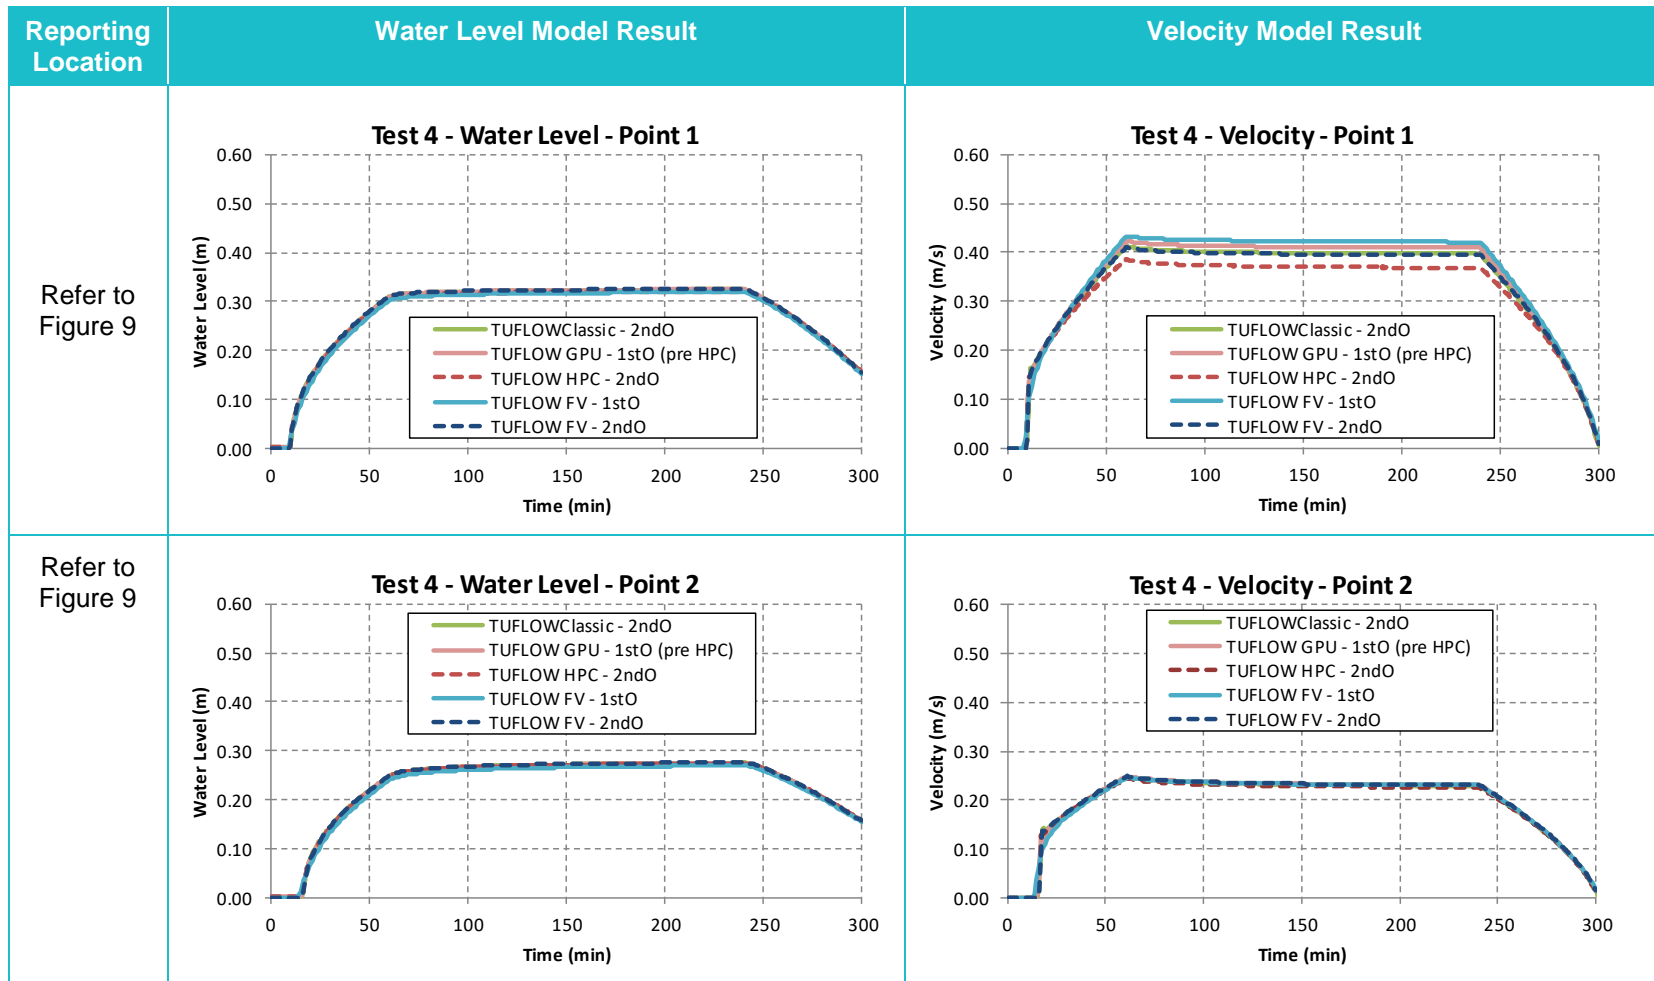 Reporting
Location
Water Level Model Result
Velocity Model Result
Refer to
Figure 9
Test 4 - Water Level - Point 1
Water Level (m)
0.60
0.50
0.40
0.30
0.20
0.10
0.00
TUFLOWClassic - 2ndO
TUFLOW GPU - 1stO (pre HPC)
TUFLOW HPC - 2ndO
TUFLOW FV - 1stO
TUFLOW FV - 2ndO
0 50 100 150 200 250 300
Time (min)
Test 4 - Velocity - Point 1
Velocity (m/s)
0.60
0.50
0.40
0.30
0.20
0.10
0.00
TUFLOWClassic - 2ndO
TUFLOW GPU - 1stO (pre HPC)
TUFLOW HPC - 2ndO
TUFLOW FV - 1stO
TUFLOW FV - 2ndO
0 50 100 150 200 250 300
Time (min)
Refer to
Figure 9
Test 4 - Water Level - Point 2
Water Level (m)
0.60
0.50
0.40
0.30
0.20
0.10
0.00
TUFLOWClassic - 2ndO
TUFLOW GPU - 1stO (pre HPC)
TUFLOW HPC - 2ndO
TUFLOW FV - 1stO
TUFLOW FV - 2ndO
0 50 100 150 200 250 300
Time (min)
Test 4 - Velocity - Point 2
Velocity (m/s)
0.60
0.50
0.40
0.30
0.20
0.10
0.00
TUFLOWClassic - 2ndO
TUFLOW GPU - 1stO (pre HPC)
TUFLOW HPC - 2ndO
TUFLOW FV - 1stO
TUFLOW FV - 2ndO
0 50 100 150 200 250 300
Time (min)